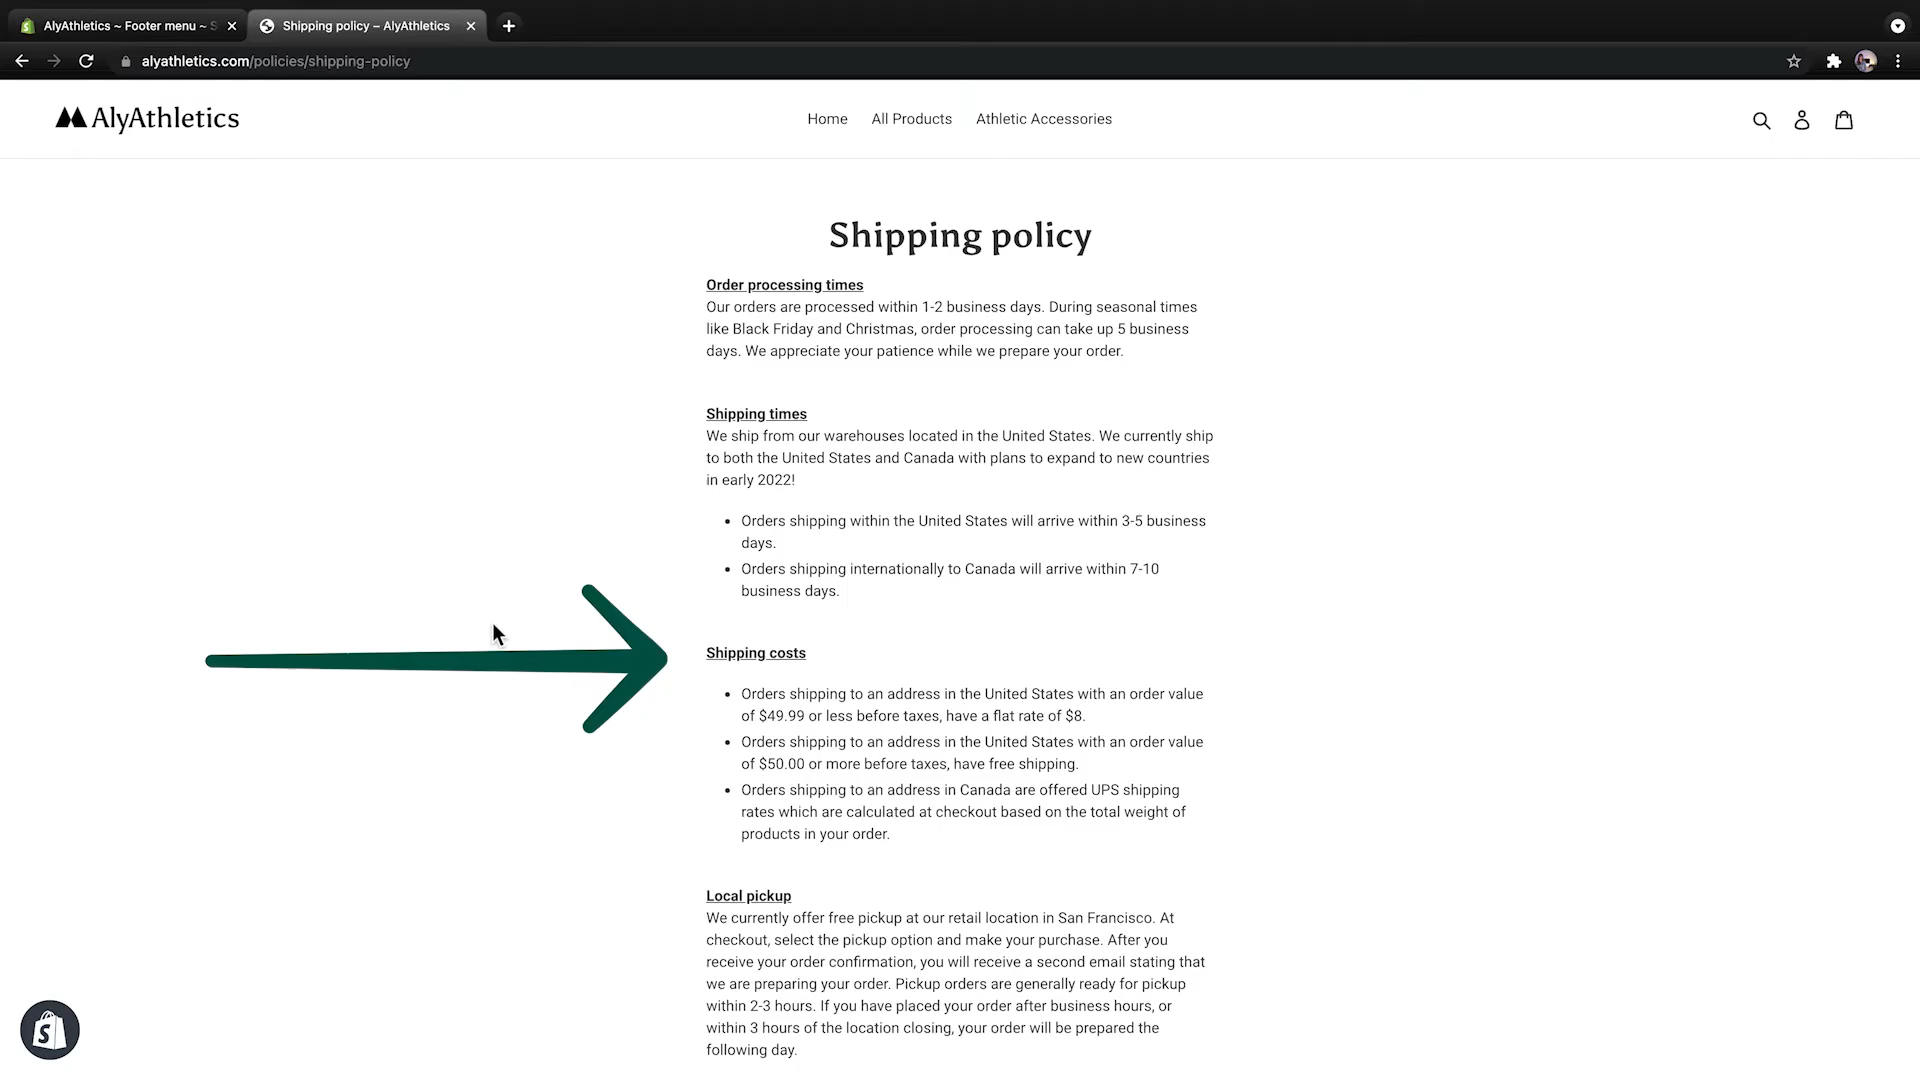 AlyAthletics ~ Footer menu ~ S
Shipping policy – AlyAthletics
alyathletics.com/policies/shipping-policy
AlyAthletics
Home
All Products
Athletic Accessories
Shipping policy
Order processing times
Our orders are processed within 1-2 business days. During seasonal times
like Black Friday and Christmas, order processing can take up 5 business
days. We appreciate your patience while we prepare your order.
Shipping times
We ship from our warehouses located in the United States. We currently ship
to both the United States and Canada with plans to expand to new countries
in early 2022!
• Orders shipping within the United States will arrive within 3-5 business
days.
• Orders shipping internationally to Canada will arrive within 7-10
business days.
Shipping costs
• Orders shipping to an address in the United States with an order value
of $49.99 or less before taxes, have a flat rate of $8.
• Orders shipping to an address in the United States with an order value
of $50.00 or more before taxes, have free shipping.
• Orders shipping to an address in Canada are offered UPS shipping
rates which are calculated at checkout based on the total weight of
products in your order.
Local pickup
We currently offer free pickup at our retail location in San Francisco. At
checkout, select the pickup option and make your purchase. After you
receive your order confirmation, you will receive a second email stating that
we are preparing your order. Pickup orders are generally ready for pickup
within 2-3 hours. If you have placed your order after business hours, or
within 3 hours of the location closing, your order will be prepared the
following day.